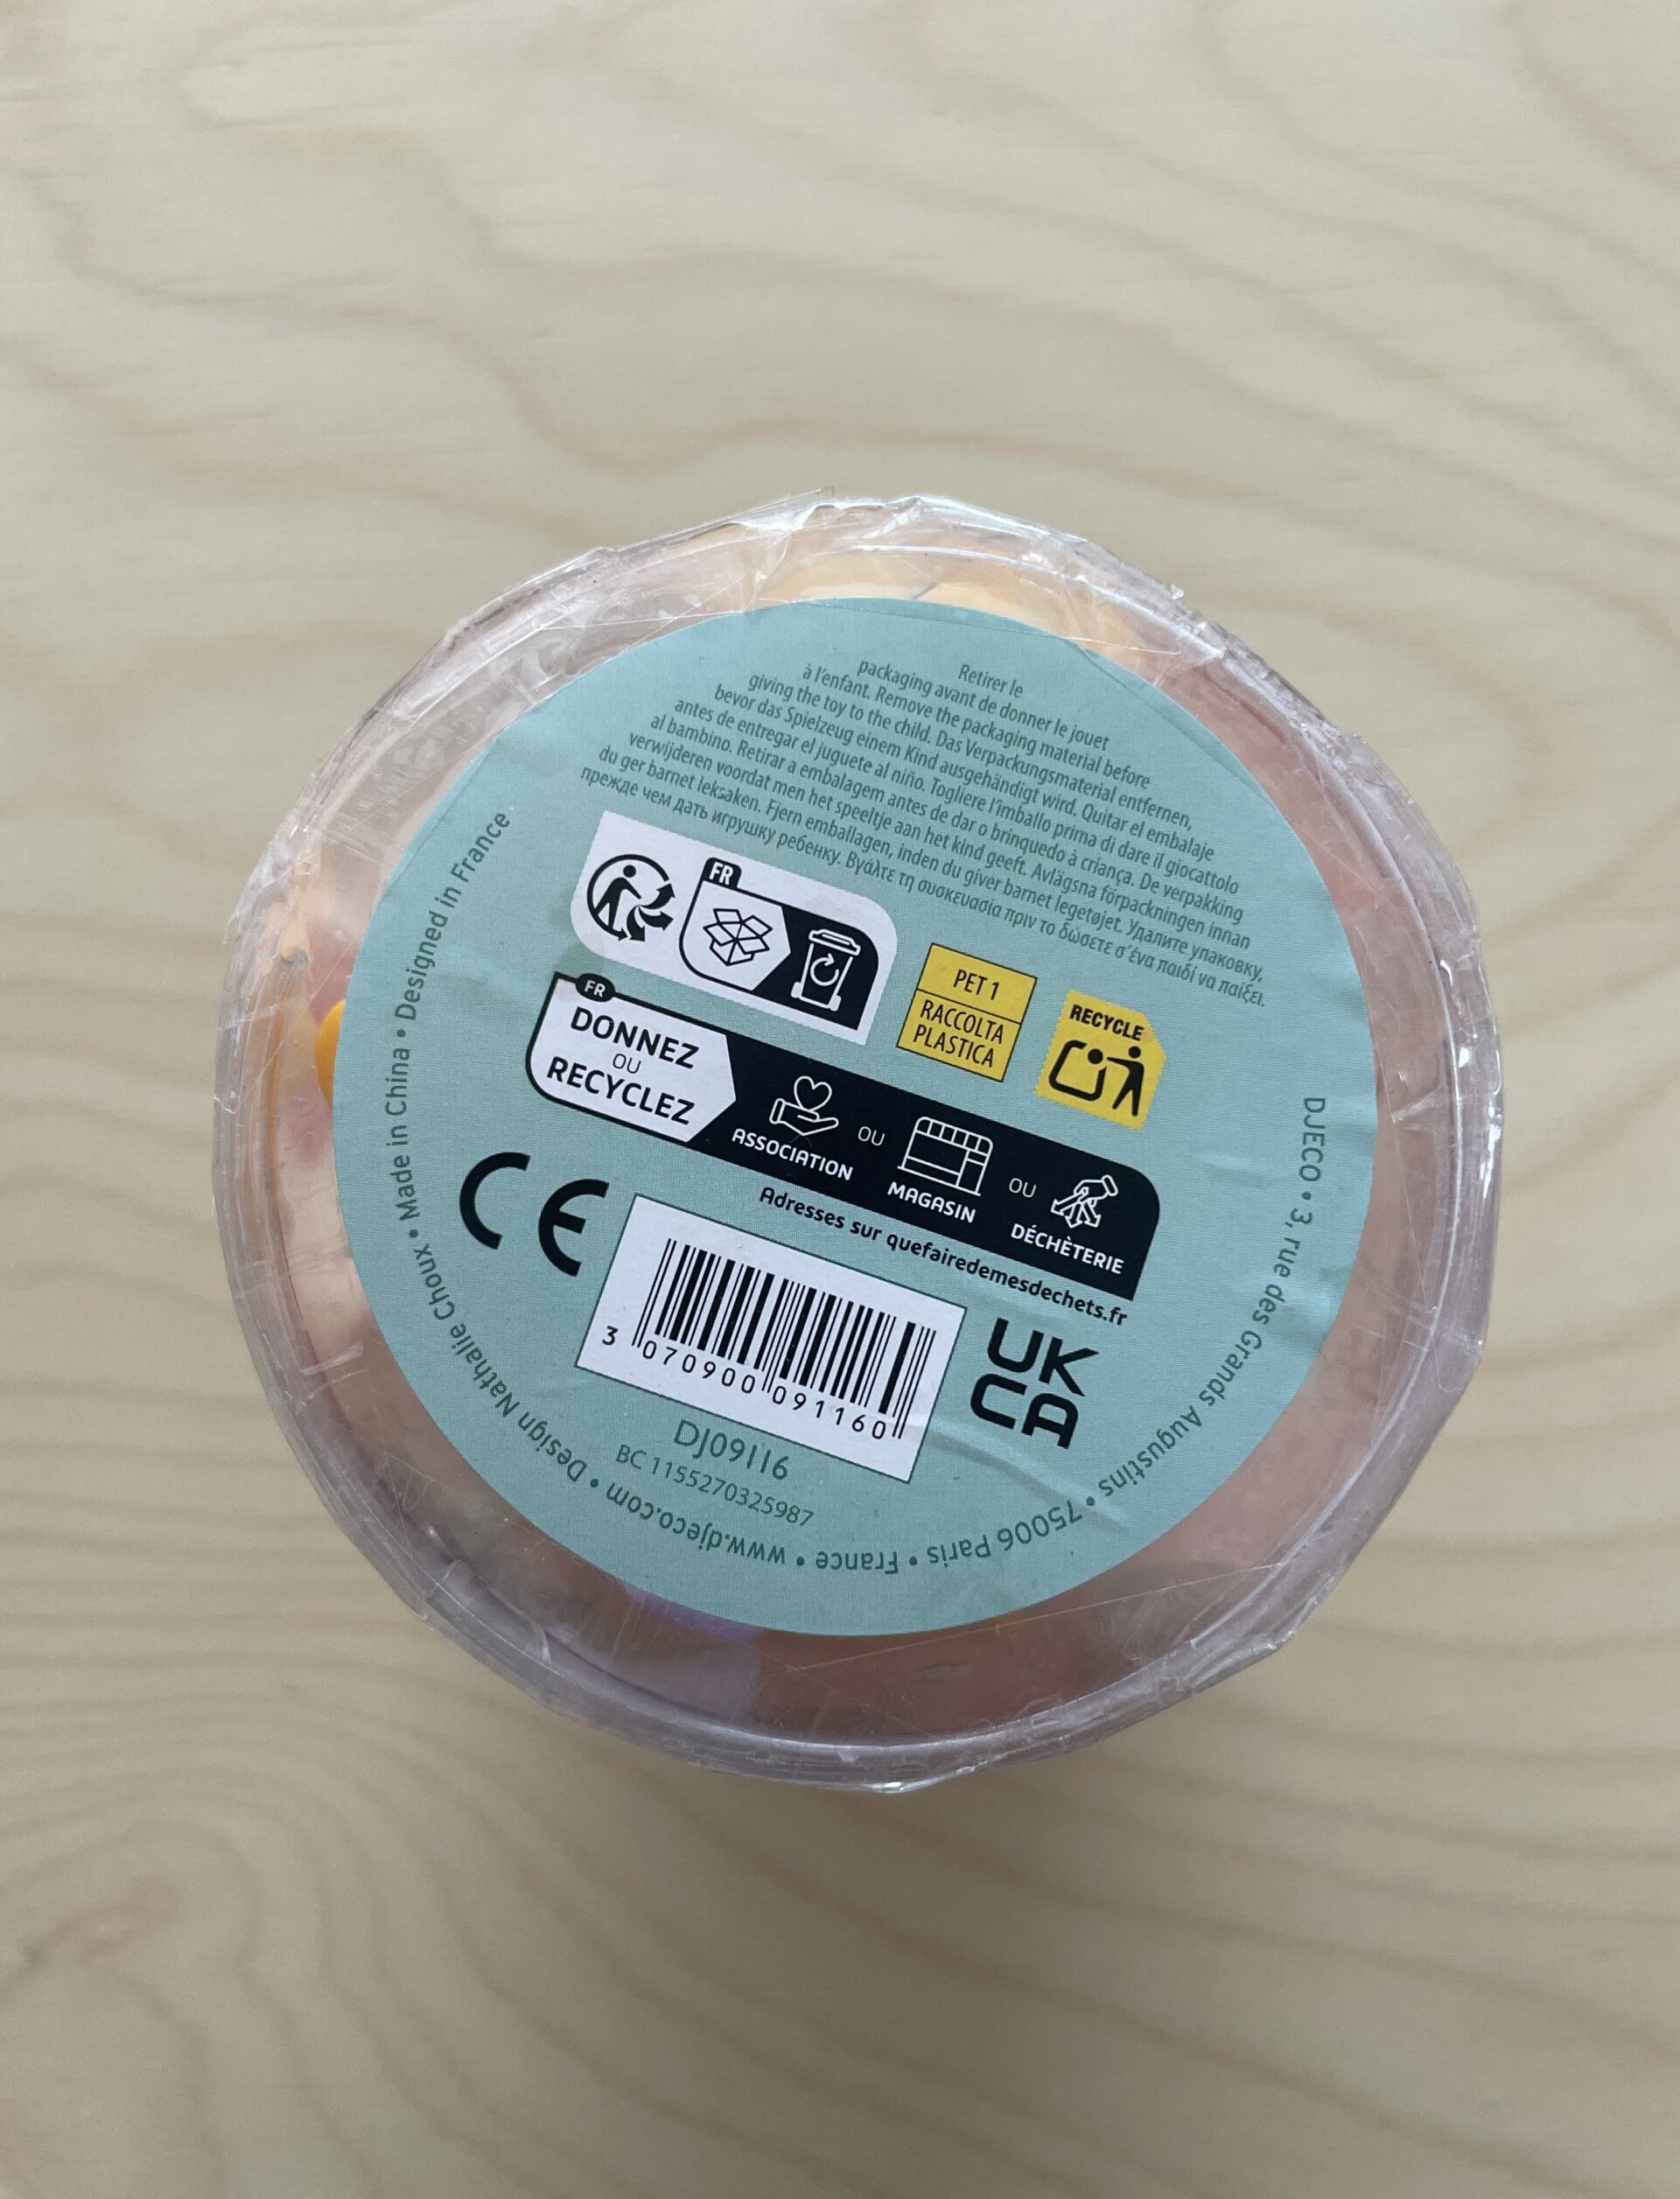 Retirer le
packaging avant de donner le jouet
à l'enfant. Remove the packaging material before
giving the toy to the child. Das Verpackungsmaterial entfernen,
bevor das Spielzeug einem Kind ausgehändigt wird. Quitar el embalaje
antes de entregar el juguete al niño. Togliere l'imballo prima di dare il giocattolo
al bambino. Retirar a embalagem antes de dar o brinquedo à criança. De verpakking
verwijderen voordat men het speeltje aan het kind geeft. Avlägsna förpackningen innan
du ger barnet leksaken. Fjern emballagen, inden du giver barnet legetøjet. Удалите упаковку,
прежде чем дать игрушку ребенку. Βγάλτε τη συσκευασία πριν το δώσετε σ'ένα παιδί να παίξει.
FR
PET 1
RACCOLTA
PLASTICA
RECYCLE
FR
DONNEZ
OU
RECYCLEZ
ASSOCIATION
OU
MAGASIN
OU
DÉCHÈTERIE
Adresses sur quefairedemesdechets.fr
CE
3 070900 091160
UK
CA
DJ09116
BC 1155270325987
DJECO • 3, rue des Grands Augustins • 75006 Paris • France • www.djeco.com • Design Nathalie Choux • Made in China • Designed in France